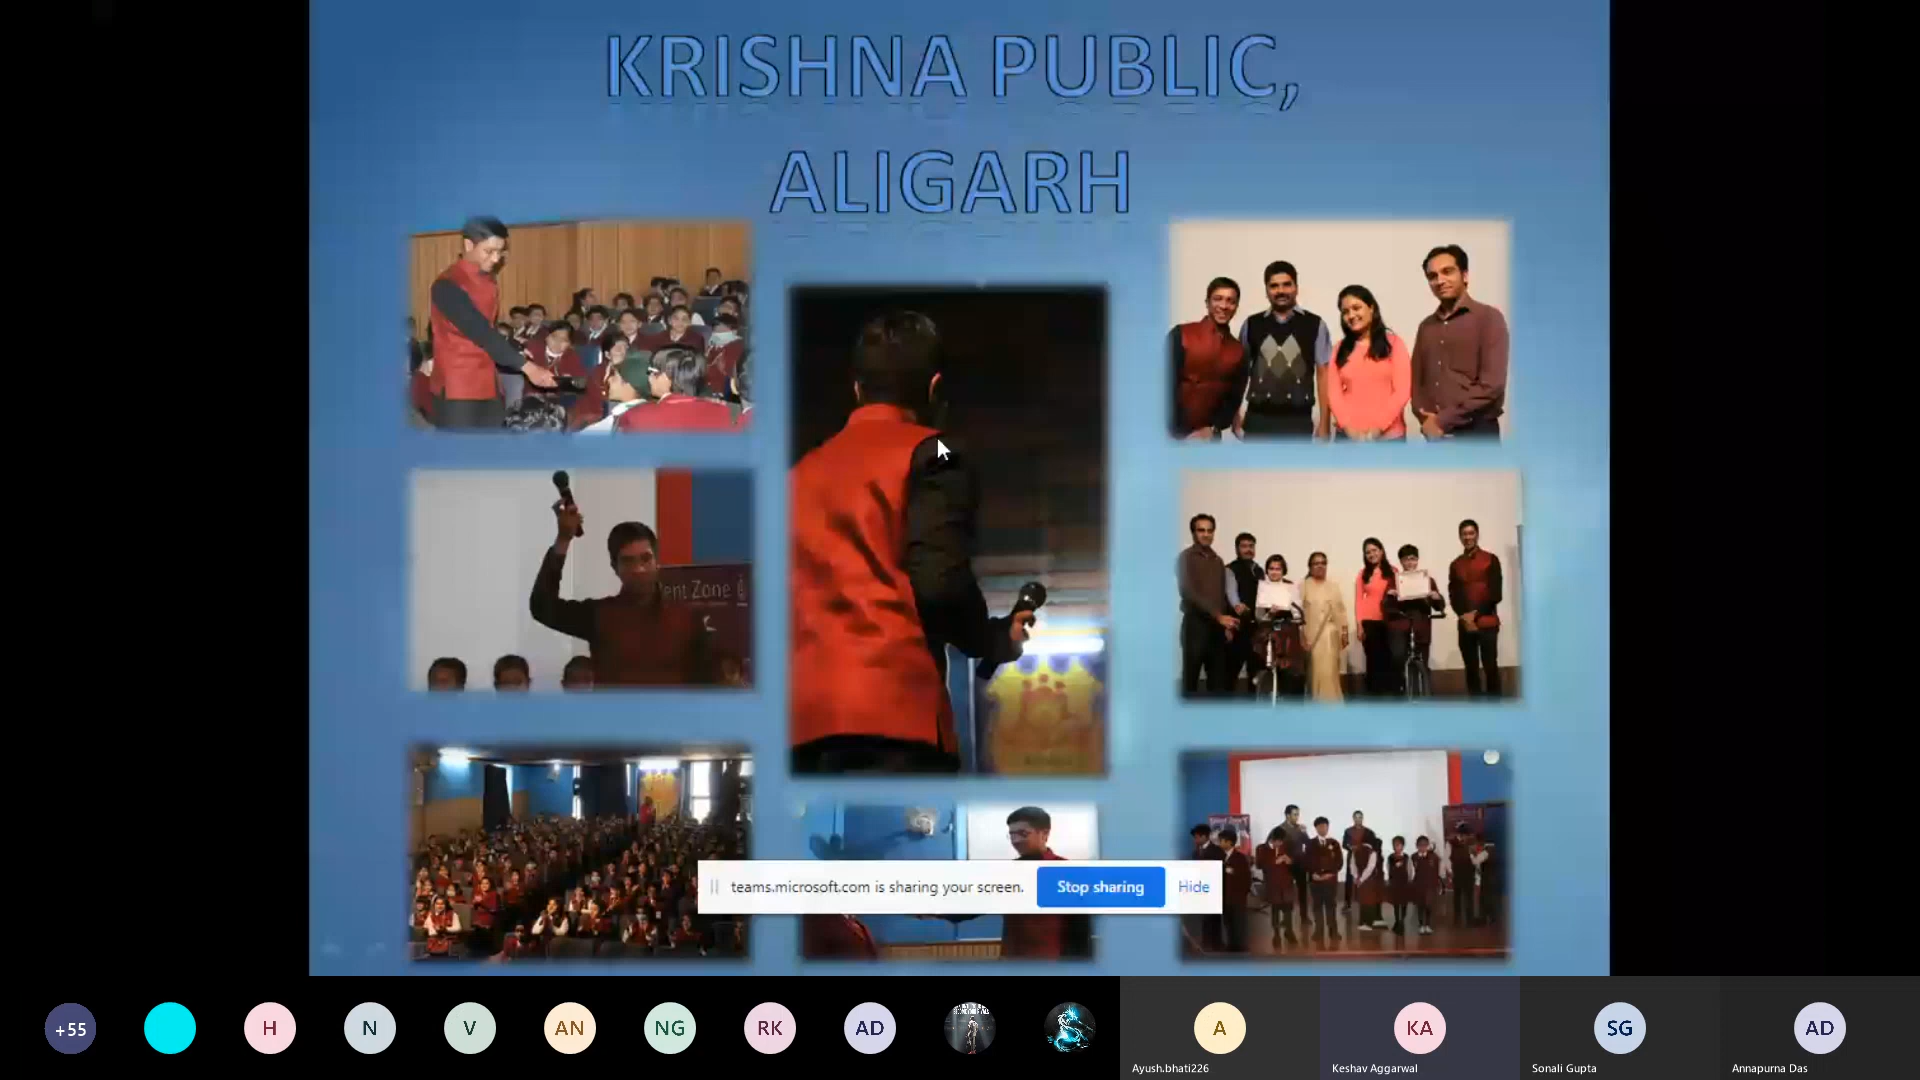 KRISHNA PUBLIC,
ALIGARH
ent Zone
teams.microsoft.com is sharing your screen.
Stop sharing
Hide
+55
H
N
V
AN
NG
RK
AD
A
KA
SG
AD
Ayush.bhati226
Keshav Aggarwal
Sonali Gupta
Annapurna Das